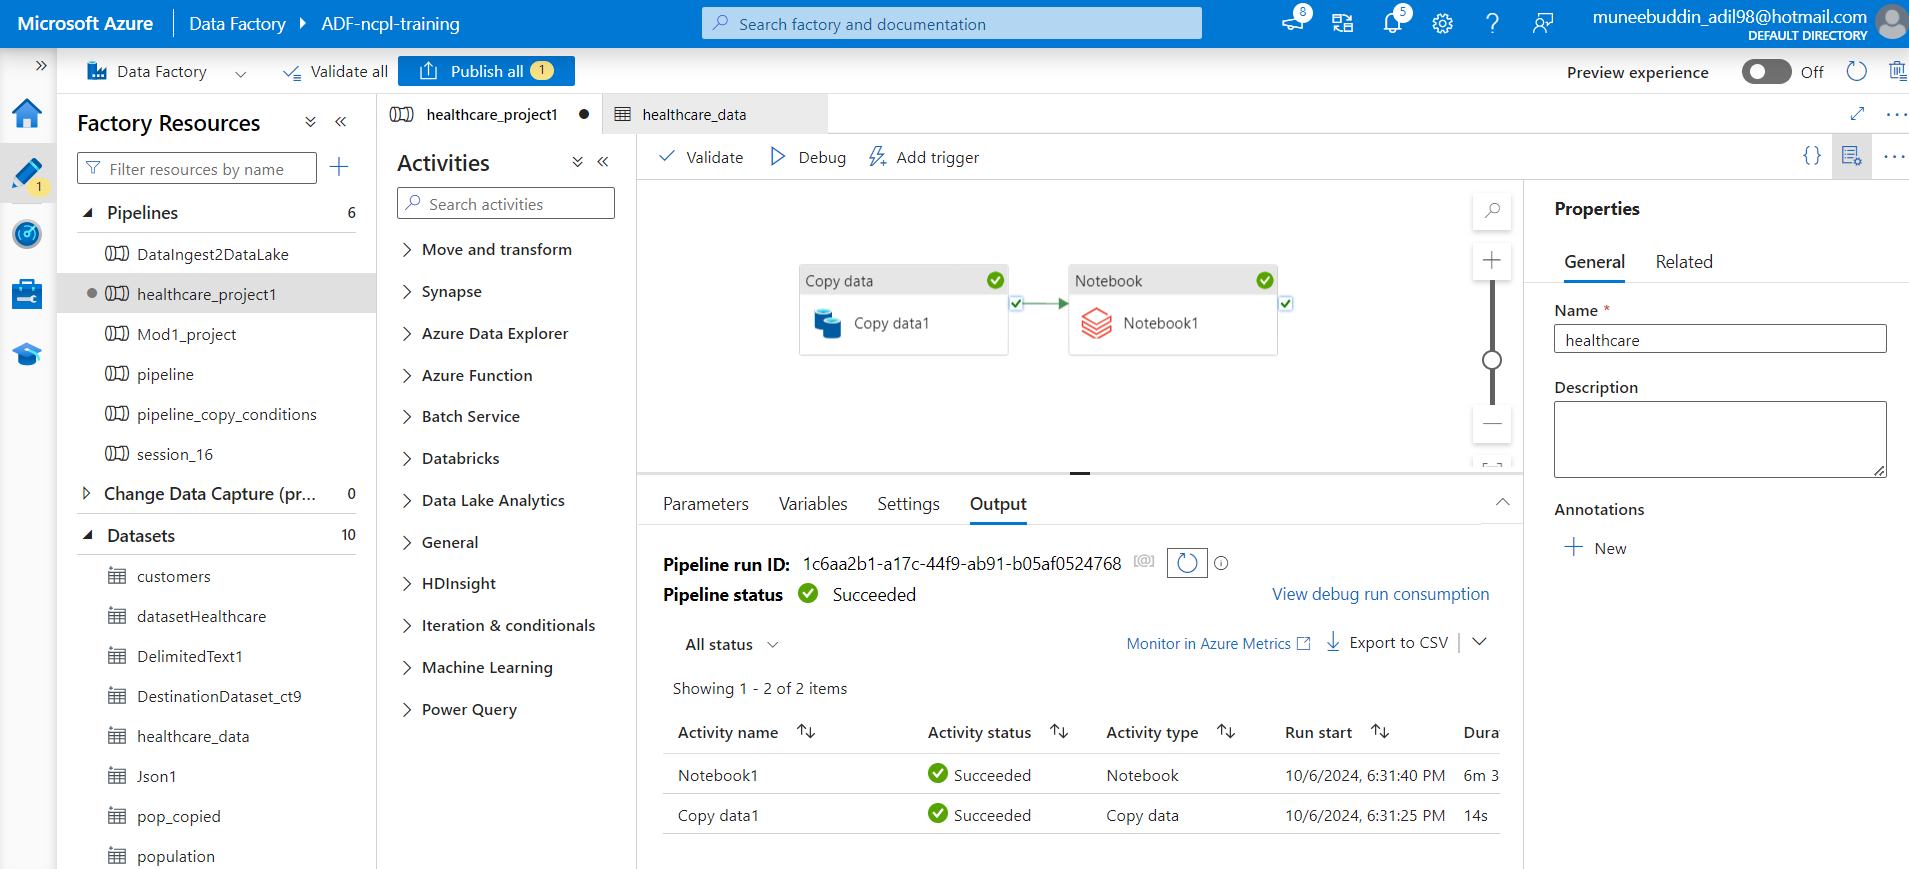 Microsoft Azure
Data Factory
ADF-ncpl-training
Search factory and documentation
8
5
muneebuddin_adil98@hotmail.com
DEFAULT DIRECTORY
Data Factory
Validate all
Publish all
1
Preview experience
Off
1
Factory Resources
Filter resources by name
Pipelines
6
DataIngest2DataLake
healthcare_project1
Mod1_project
pipeline
pipeline_copy_conditions
session_16
Change Data Capture (pr...
0
Datasets
10
customers
datasetHealthcare
DelimitedText1
DestinationDataset_ct9
healthcare_data
Json1
pop_copied
population
healthcare_project1
healthcare_data
Activities
Search activities
Move and transform
Synapse
Azure Data Explorer
Azure Function
Batch Service
Databricks
Data Lake Analytics
General
HDInsight
Iteration & conditionals
Machine Learning
Power Query
Validate
Debug
Add trigger
{}
Copy data
Copy data1
Notebook
Notebook1
Parameters
Variables
Settings
Output
Pipeline run ID: 1c6aa2b1-a17c-44f9-ab91-b05af0524768
Pipeline status
Succeeded
View debug run consumption
All status
Monitor in Azure Metrics
Export to CSV
Showing 1 - 2 of 2 items
Activity name
Activity status
Activity type
Run start
Dura
Notebook1
Succeeded
Notebook
10/6/2024, 6:31:40 PM
6m 3
Copy data1
Succeeded
Copy data
10/6/2024, 6:31:25 PM
14s
Properties
General
Related
Name *
healthcare
Description
Annotations
New